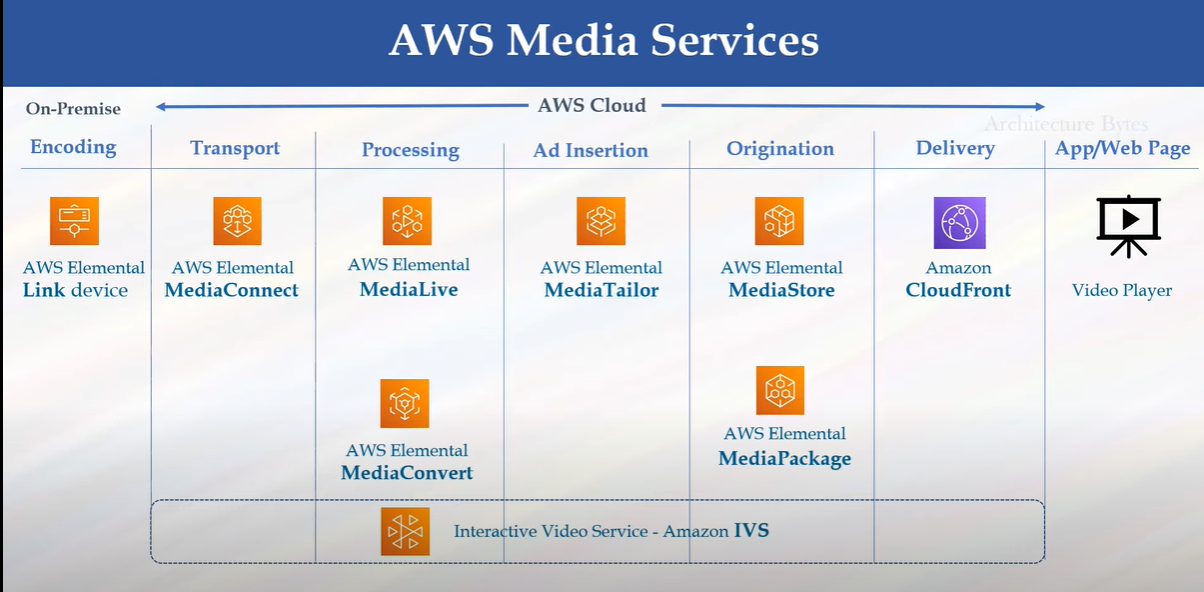 AWS Media Services
On-Premise
AWS Cloud
Architecture Bytes
Encoding
Transport
Processing
Ad Insertion
Origination
Delivery
App/Web Page
AWS Elemental
Link device
AWS Elemental
MediaConnect
AWS Elemental
MediaLive
AWS Elemental
MediaTailor
AWS Elemental
MediaStore
Amazon
CloudFront
Video Player
AWS Elemental
MediaConvert
AWS Elemental
MediaPackage
Interactive Video Service - Amazon IVS